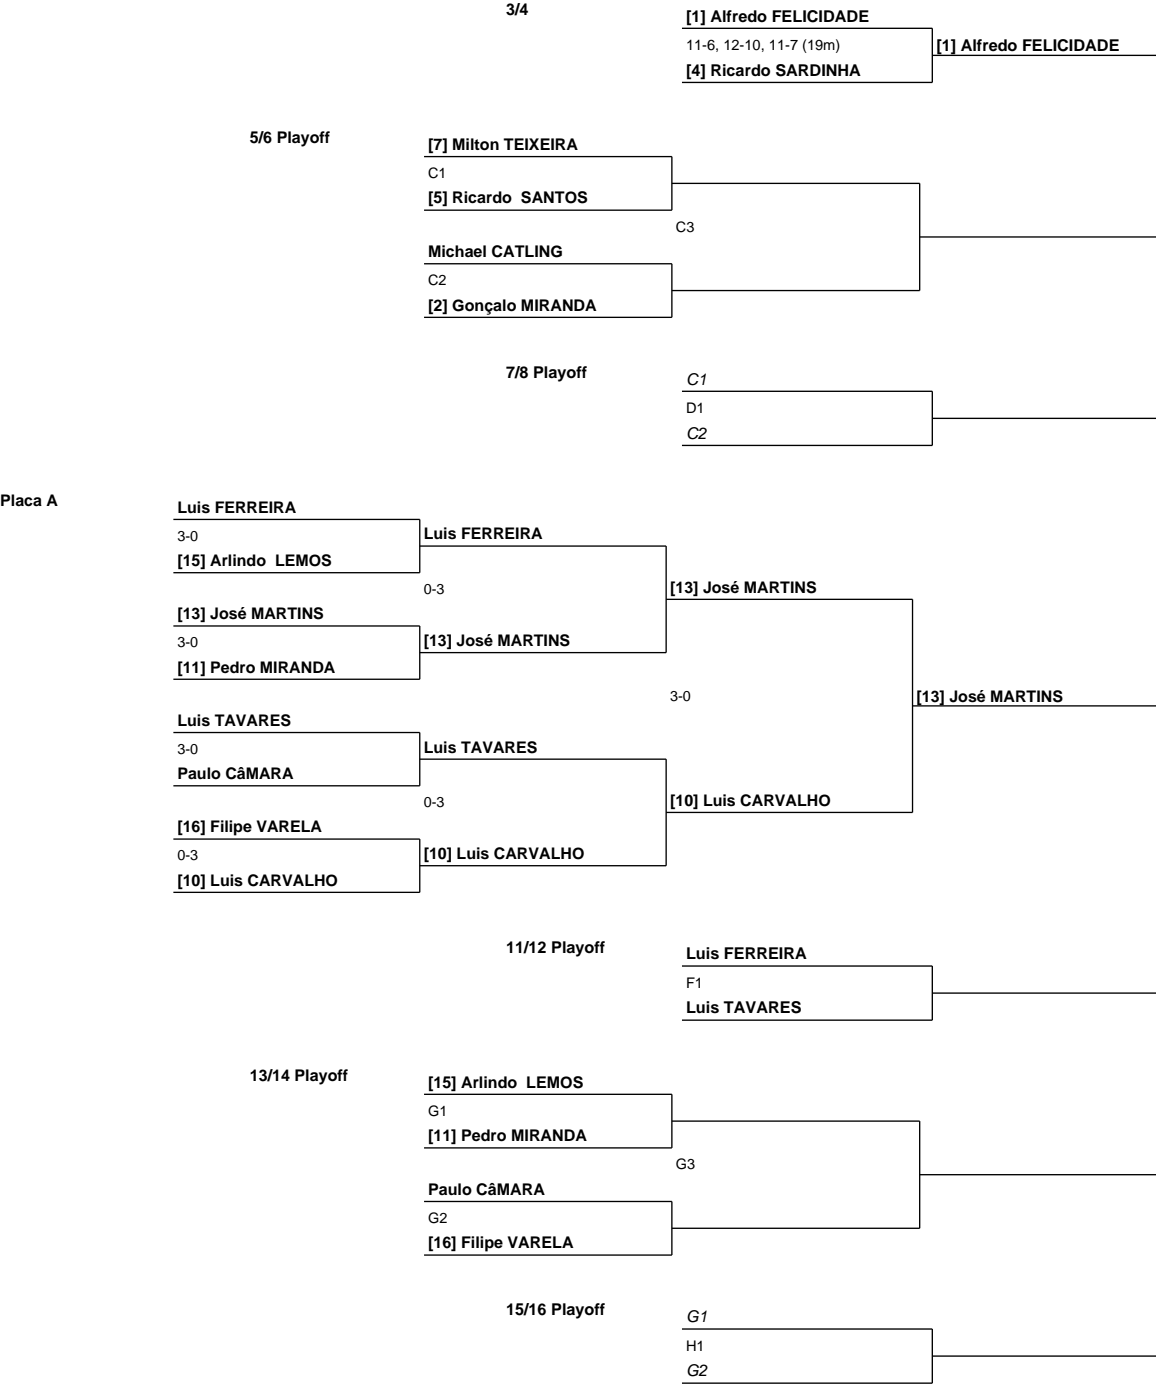 3/4
[1] Alfredo FELICIDADE
11-6, 12-10, 11-7 (19m)
[1] Alfredo FELICIDADE
[4] Ricardo SARDINHA
5/6 Playoff
[7] Milton TEIXEIRA
C1
[5] Ricardo  SANTOS
C3
Michael CATLING
C2
[2] Gonçalo MIRANDA
7/8 Playoff
C1
D1
C2
Placa A
Luis FERREIRA
3-0
Luis FERREIRA
[15] Arlindo  LEMOS
0-3
[13] José MARTINS
[13] José MARTINS
3-0
[13] José MARTINS
[11] Pedro MIRANDA
3-0
[13] José MARTINS
Luis TAVARES
3-0
Luis TAVARES
Paulo CâMARA
0-3
[10] Luis CARVALHO
[16] Filipe VARELA
0-3
[10] Luis CARVALHO
[10] Luis CARVALHO
11/12 Playoff
Luis FERREIRA
F1
Luis TAVARES
13/14 Playoff
[15] Arlindo  LEMOS
G1
[11] Pedro MIRANDA
G3
Paulo CâMARA
G2
[16] Filipe VARELA
15/16 Playoff
G1
H1
G2